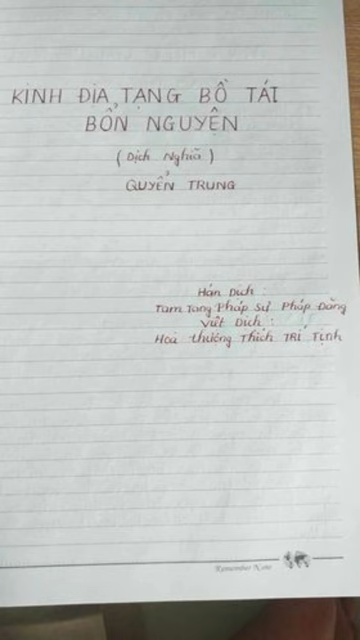 KINH ĐỊA TẠNG BỒ TÁT
BỔN NGUYỆN
( Dịch Nghĩa )
QUYỂN TRUNG
Hán Dịch :
Tam Tạng Pháp Sư Pháp Đăng
Việt Dịch :
Hoà thượng Thích TRÍ Tịnh
Remember Note